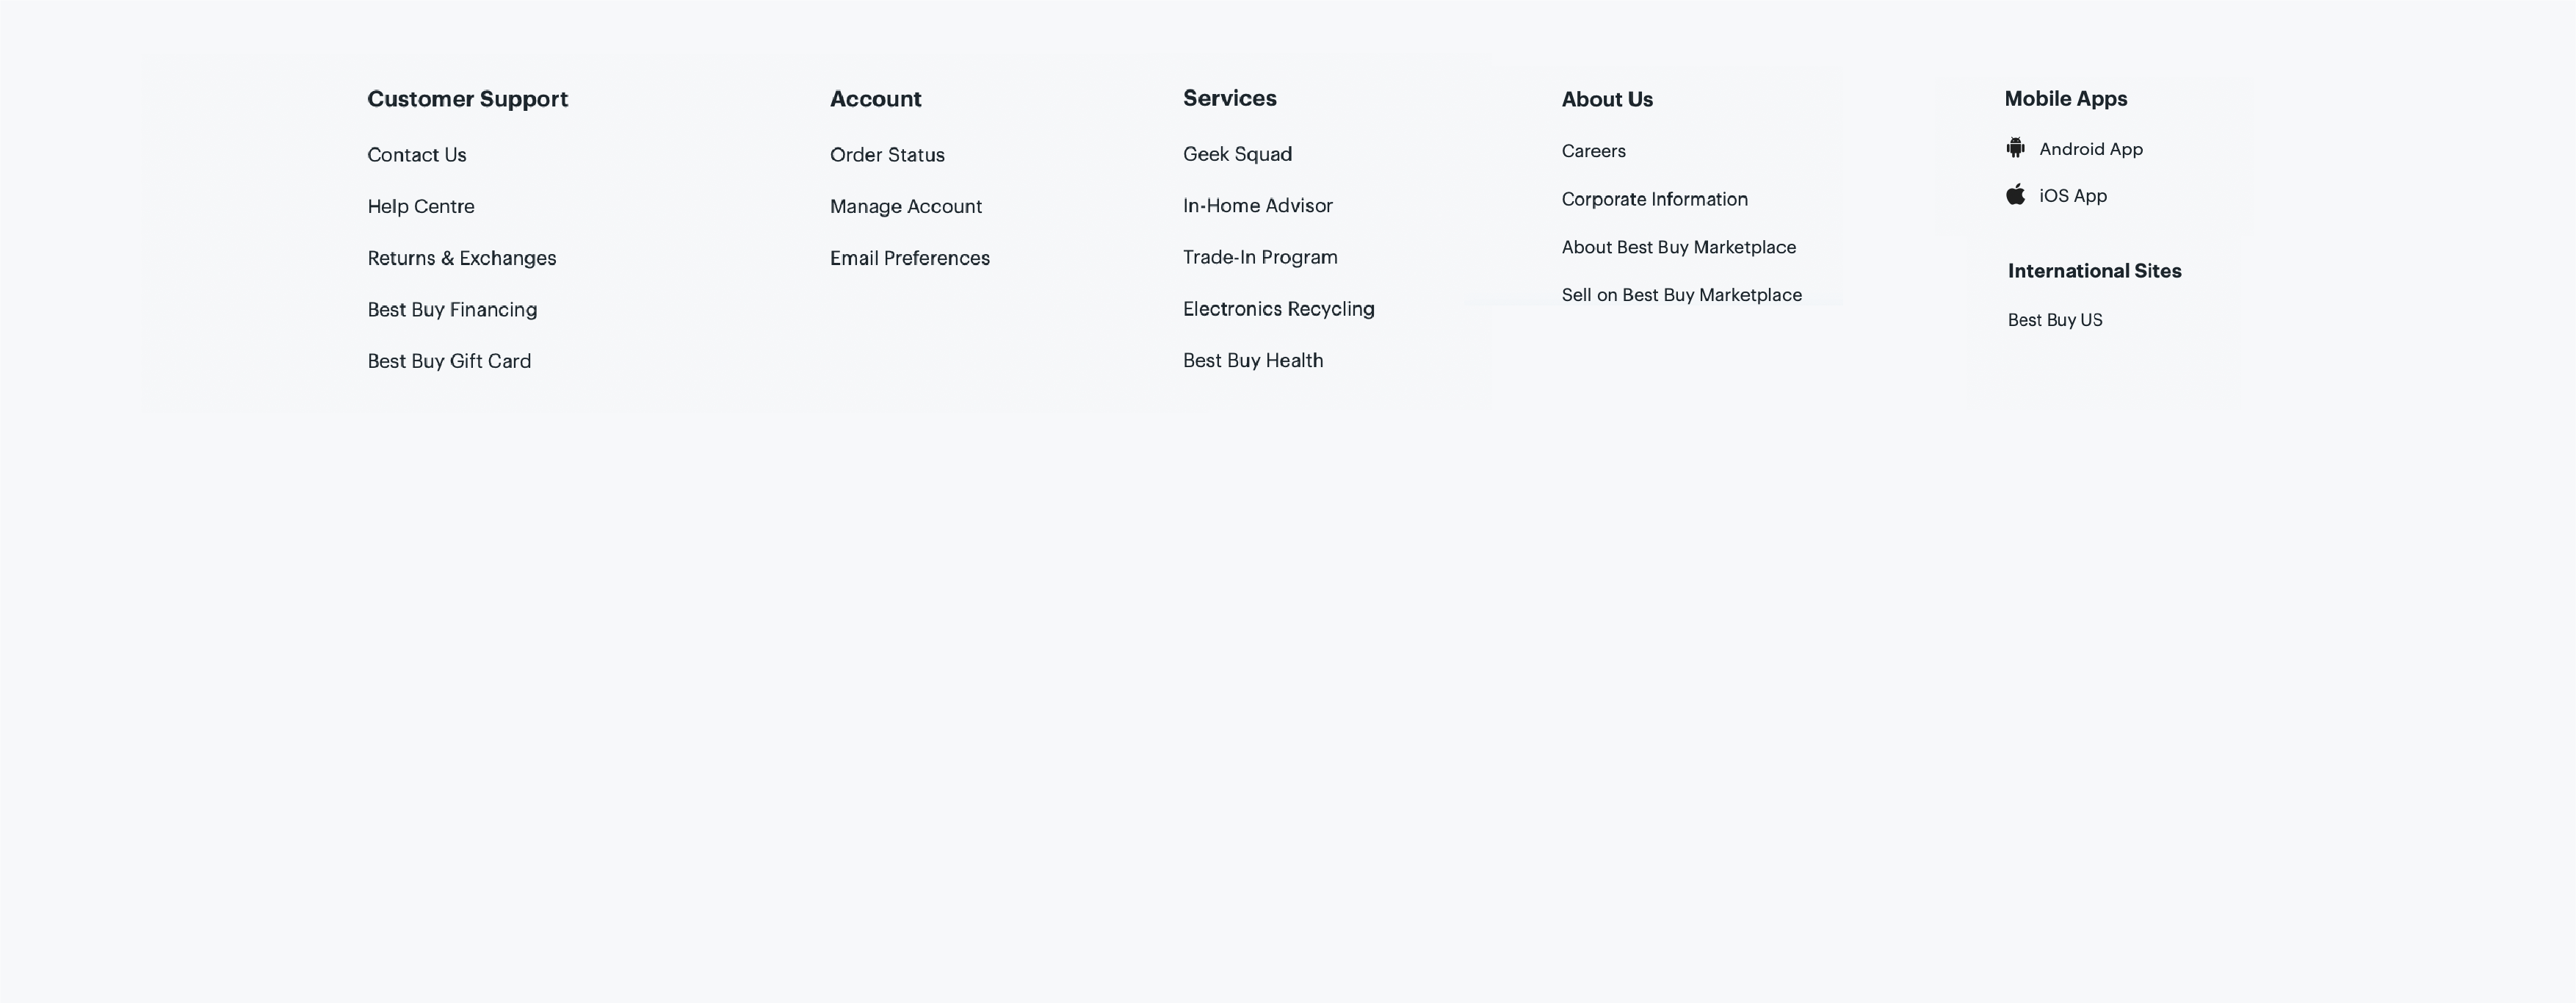 Customer Support
Contact Us
Help Centre
Returns & Exchanges
Best Buy Financing
Best Buy Gift Card
Account
Order Status
Manage Account
Email Preferences
Services
Geek Squad
In-Home Advisor
Trade-In Program
Electronics Recycling
Best Buy Health
About Us
Careers
Corporate Information
About Best Buy Marketplace
Sell on Best Buy Marketplace
Mobile Apps
Android App
iOS App
International Sites
Best Buy US